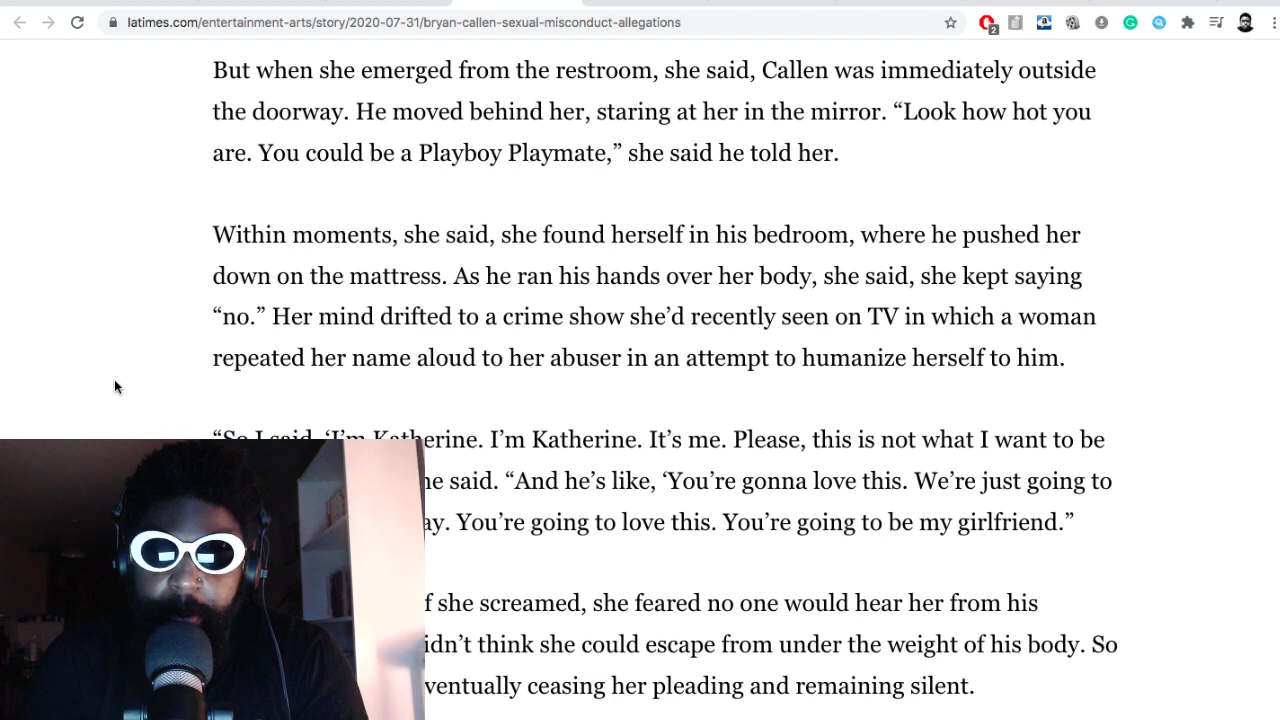 latimes.com/entertainment-arts/story/2020-07-31/bryan-callen-sexual-misconduct-allegations
2
But when she emerged from the restroom, she said, Callen was immediately outside
the doorway. He moved behind her, staring at her in the mirror. “Look how hot you
are. You could be a Playboy Playmate,” she said he told her.
Within moments, she said, she found herself in his bedroom, where he pushed her
down on the mattress. As he ran his hands over her body, she said, she kept saying
“no.” Her mind drifted to a crime show she’d recently seen on TV in which a woman
repeated her name aloud to her abuser in an attempt to humanize herself to him.
“So I said, ‘I’m Katherine. I’m Katherine. It’s me. Please, this is not what I want to be
said. “And he’s like, ‘You’re gonna love this. We’re just going to
You’re going to love this. You’re going to be my girlfriend.”
she screamed, she feared no one would hear her from his
think she could escape from under the weight of his body. So
ceasing her pleading and remaining silent.